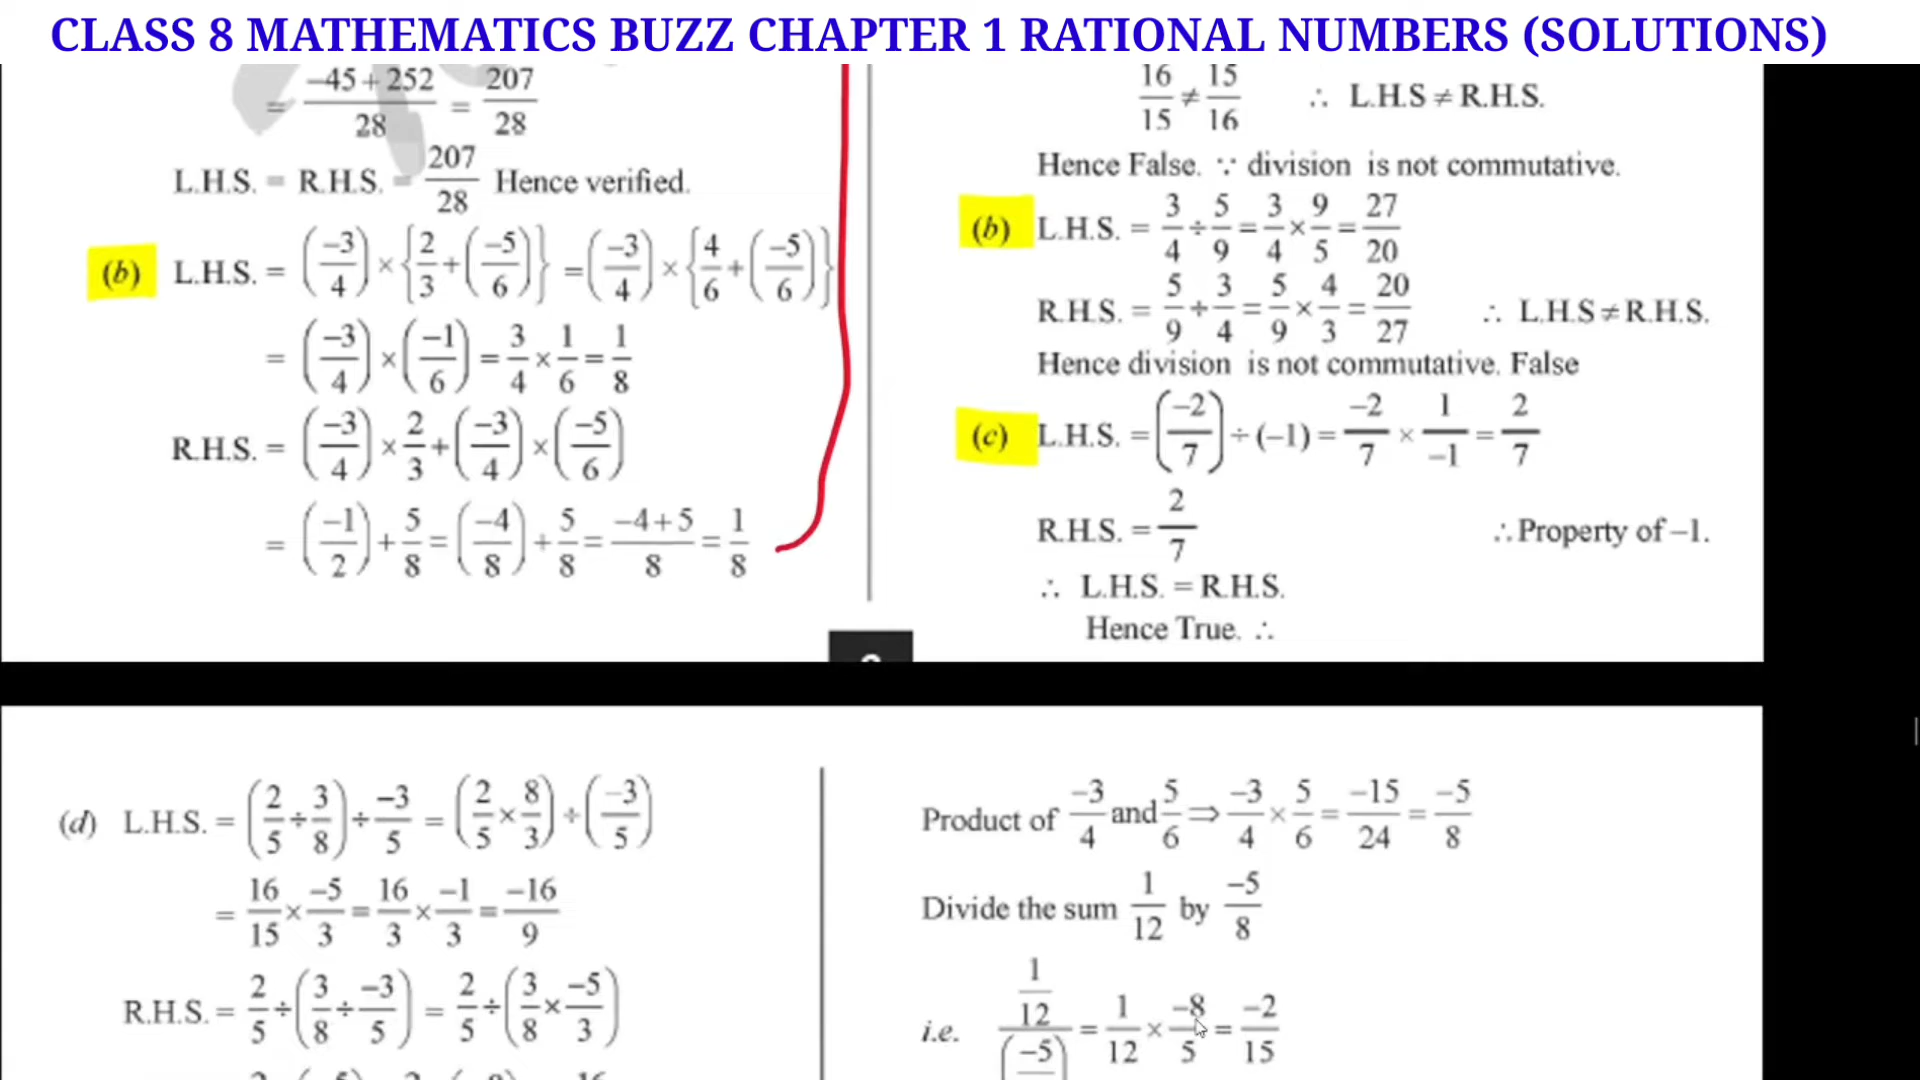 CLASS 8 MATHEMATICS BUZZ CHAPTER 1 RATIONAL NUMBERS (SOLUTIONS)
= (−45 + 252)/28 = 207/28
L.H.S. = R.H.S. = 207/28 Hence verified.
(b) L.H.S. = (−3/4) × {2/3 + (−5/6)} = (−3/4) × {4/6 + (−5/6)}
= (−3/4) × (−1/6) = 3/4 × 1/6 = 1/8
R.H.S. = (−3/4) × 2/3 + (−3/4) × (−5/6)
= (−1/2) + 5/8 = (−4/8) + 5/8 = (−4+5)/8 = 1/8
16/15 ≠ 15/16 ∴ L.H.S ≠ R.H.S.
Hence False. ∵ division is not commutative.
(b) L.H.S. = 3/4 ÷ 5/9 = 3/4 × 9/5 = 27/20
R.H.S. = 5/9 ÷ 3/4 = 5/9 × 4/3 = 20/27 ∴ L.H.S ≠ R.H.S.
Hence division is not commutative. False
(c) L.H.S. = (−2/7) ÷ (−1) = −2/7 × 1/−1 = 2/7
R.H.S. = 2/7 ∴ Property of −1.
∴ L.H.S. = R.H.S.
Hence True. ∴
(d) L.H.S. = (2/5 ÷ 3/8) ÷ −3/5 = (2/5 × 8/3) ÷ (−3/5)
= 16/15 × −5/3 = 16/3 × −1/3 = −16/9
R.H.S. = 2/5 ÷ (3/8 ÷ −3/5) = 2/5 ÷ (3/8 × −5/3)
Product of −3/4 and 5/6 ⇒ −3/4 × 5/6 = −15/24 = −5/8
Divide the sum 1/12 by −5/8
i.e. (1/12)/(−5 = 1/12 × −8/5 = −2/15